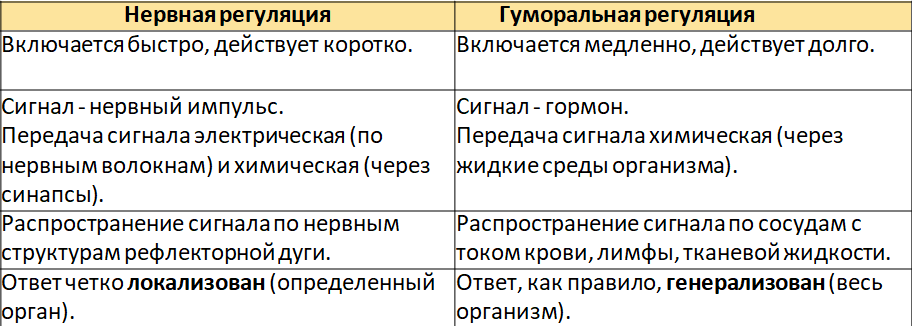 Нервная регуляция
Гуморальная регуляция
Включается быстро, действует коротко.
Включается медленно, действует долго.
Сигнал - нервный импульс.
Передача сигнала электрическая (по
нервным волокнам) и химическая (через
синапсы).
Сигнал - гормон.
Передача сигнала химическая (через
жидкие среды организма).
Распространение сигнала по нервным
структурам рефлекторной дуги.
Распространение сигнала по сосудам с
током крови, лимфы, тканевой жидкости.
Ответ четко локализован (определенный
орган).
Ответ, как правило, генерализован (весь
организм).